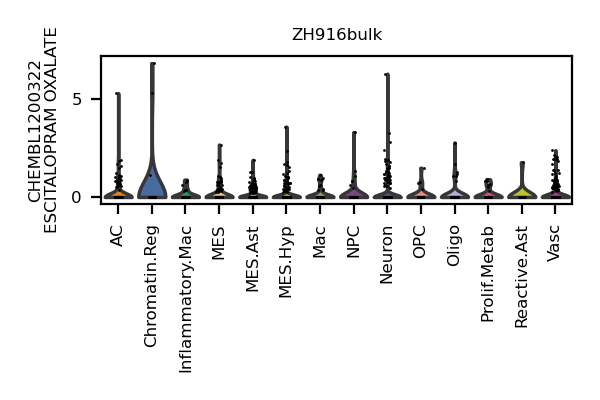 ZH916bulk
CHEMBL1200322
ESCITALOPRAM OXALATE
5
0
AC
Chromatin.Reg
Inflammatory.Mac
MES
MES.Ast
MES.Hyp
Mac
NPC
Neuron
OPC
Oligo
Prolif.Metab
Reactive.Ast
Vasc